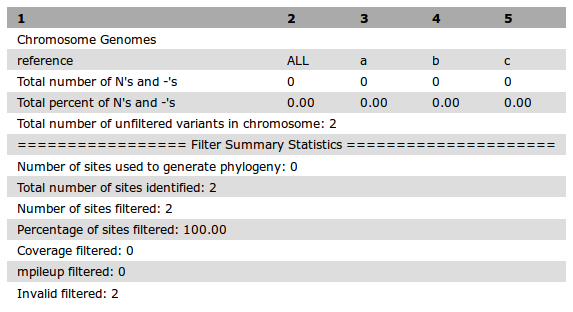 1 2 3 4 5
Chromosome Genomes
reference ALL a b c
Total number of N's and -'s 0 0 0 0
Total percent of N's and -'s 0.00 0.00 0.00 0.00
Total number of unfiltered variants in chromosome: 2
================= Filter Summary Statistics =====================
Number of sites used to generate phylogeny: 0
Total number of sites identified: 2
Number of sites filtered: 2
Percentage of sites filtered: 100.00
Coverage filtered: 0
mpileup filtered: 0
Invalid filtered: 2